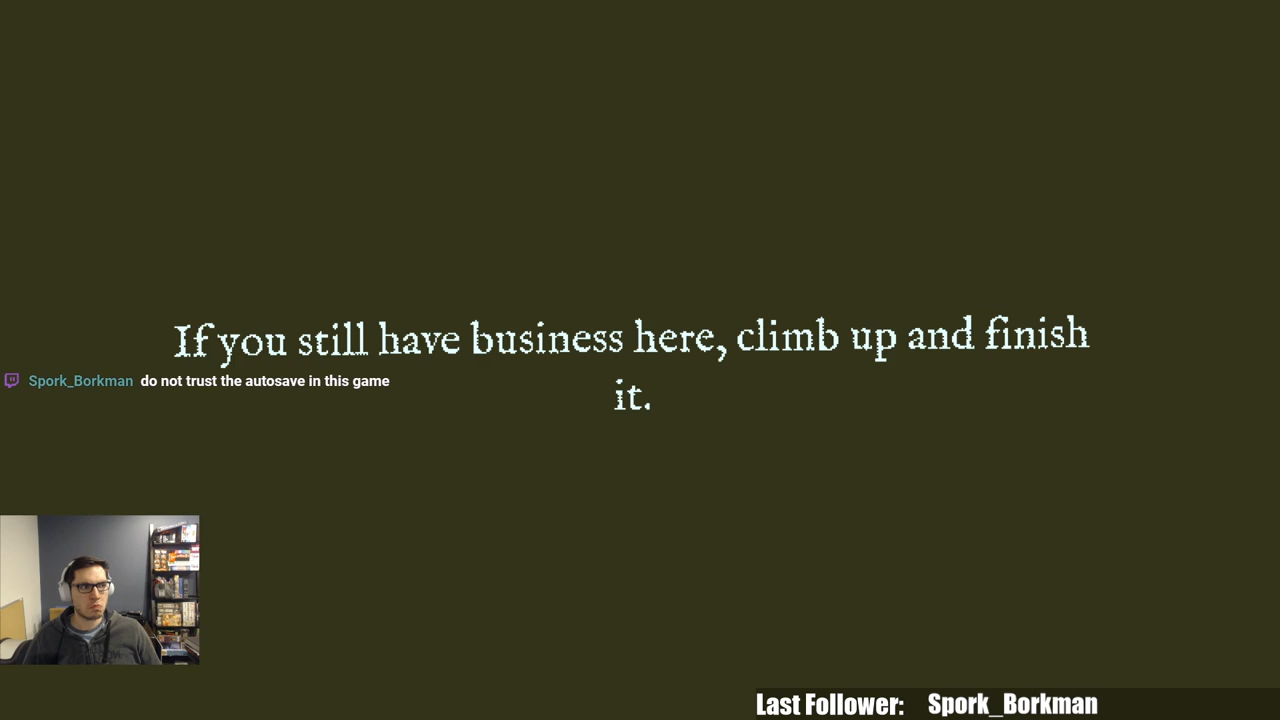 If you still have business here, climb up and finish
it.
Spork_Borkman do not trust the autosave in this game
Last Follower: Spork_Borkman